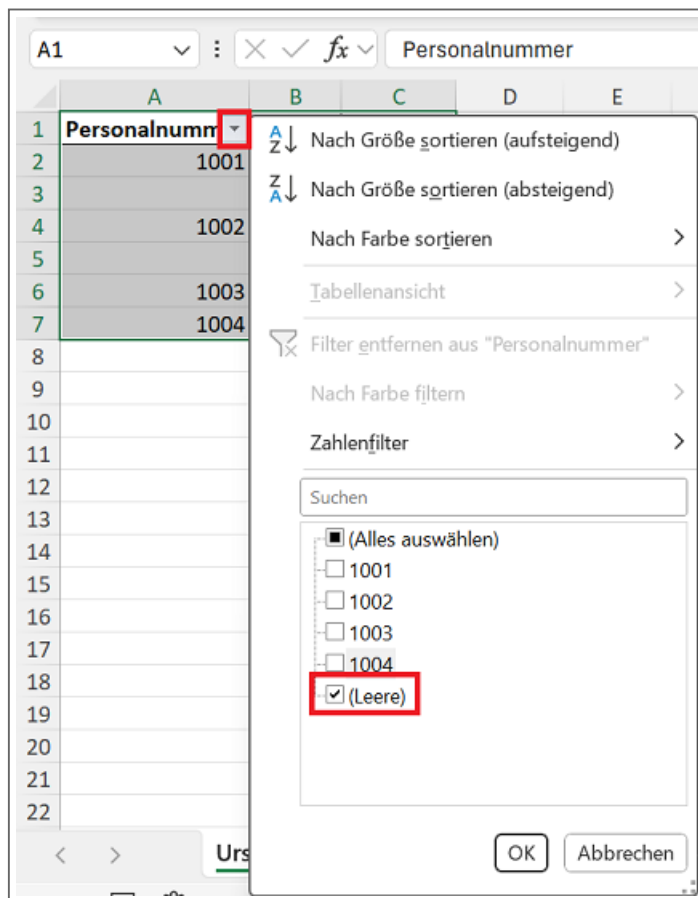 A1
fx
Personalnummer
A B C D E
1 Personalnumm
2 1001
3
4 1002
5
6 1003
7 1004
8
9
10
11
12
13
14
15
16
17
18
19
20
21
22
Nach Größe sortieren (aufsteigend)
Nach Größe sortieren (absteigend)
Nach Farbe sortieren
Tabellenansicht
Filter entfernen aus "Personalnummer"
Nach Farbe filtern
Zahlenfilter
Suchen
(Alles auswählen)
1001
1002
1003
1004
(Leere)
OK Abbrechen
Urs